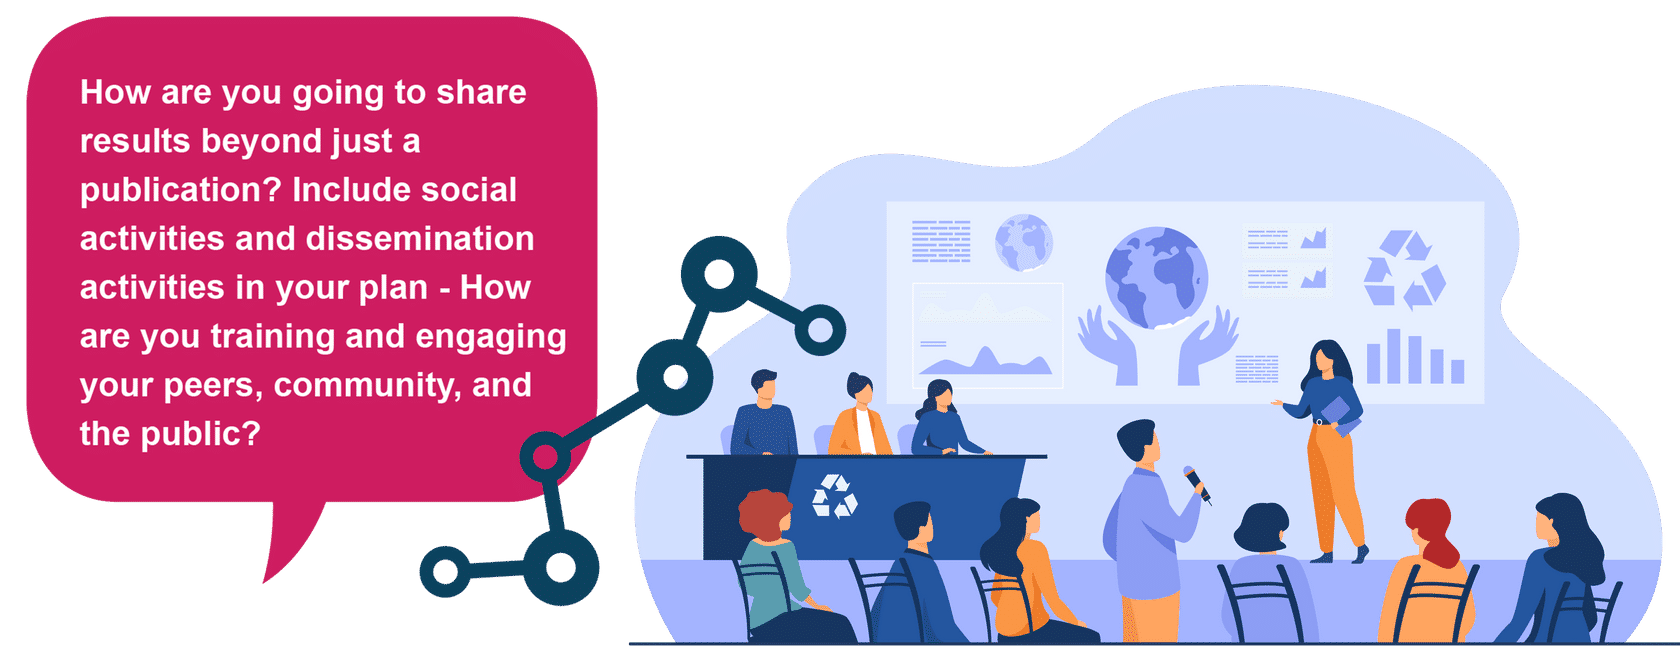 How are you going to share
results beyond just a
publication? Include social
activities and dissemination
activities in your plan - How
are you training and engaging
your peers, community, and
the public?